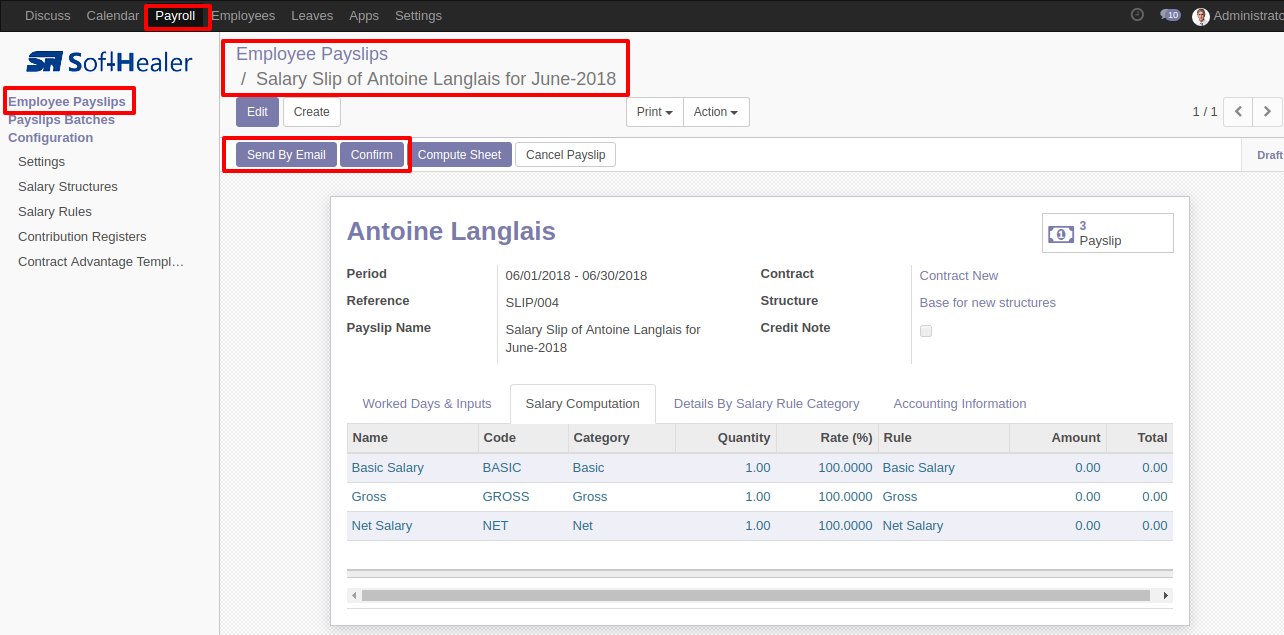 Discuss Calendar Payroll Employees Leaves Apps Settings 10 Administrato
SoftHealer
Employee Payslips
Payslips Batches
Configuration
Settings
Salary Structures
Salary Rules
Contribution Registers
Contract Advantage Templ…
Employee Payslips
/ Salary Slip of Antoine Langlais for June-2018
Edit Create Print Action 1 / 1
Send By Email Confirm Compute Sheet Cancel Payslip Draft
Antoine Langlais
3
Payslip
Period 06/01/2018 - 06/30/2018 Contract Contract New
Reference SLIP/004 Structure Base for new structures
Payslip Name Salary Slip of Antoine Langlais for Credit Note
June-2018
Worked Days & Inputs Salary Computation Details By Salary Rule Category Accounting Information
Name Code Category Quantity Rate (%) Rule Amount Total
Basic Salary BASIC Basic 1.00 100.0000 Basic Salary 0.00 0.00
Gross GROSS Gross 1.00 100.0000 Gross 0.00 0.00
Net Salary NET Net 1.00 100.0000 Net Salary 0.00 0.00